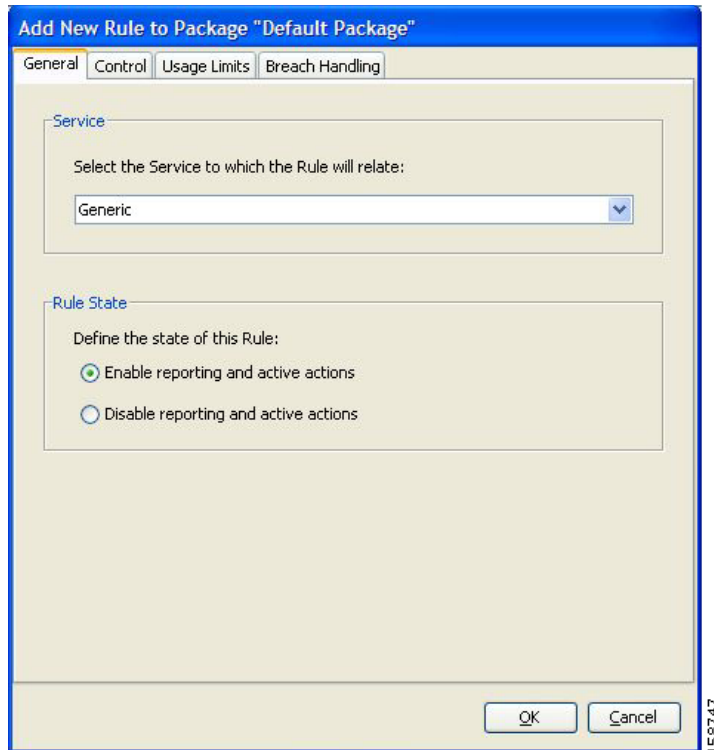 Add New Rule to Package "Default Package"
General Control Usage Limits Breach Handling
Service
Select the Service to which the Rule will relate:
Generic
Rule State
Define the state of this Rule:
Enable reporting and active actions
Disable reporting and active actions
OK Cancel